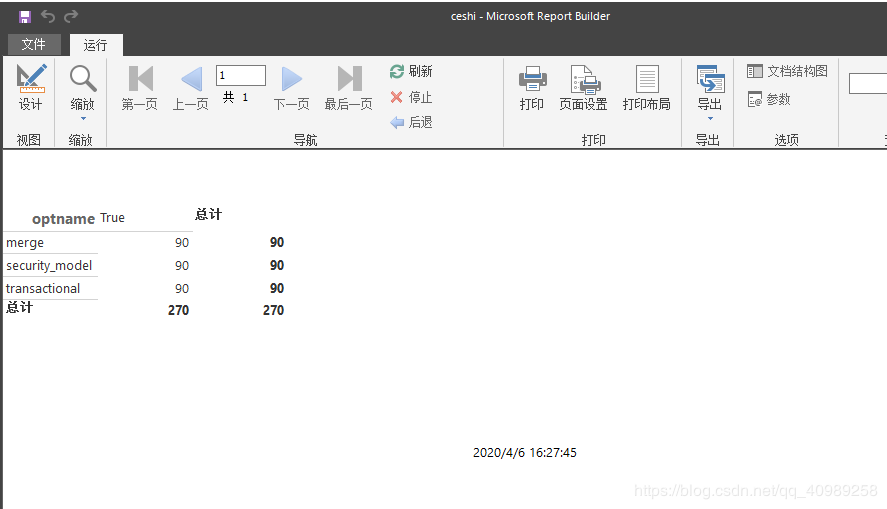 ceshi - Microsoft Report Builder
文件 运行
设计 缩放 第一页 上一页 1 共 1 下一页 最后一页 刷新 停止 后退 打印 页面设置 打印布局 导出 文档结构图 参数
视图 缩放 导航 打印 导出 选项
optname True 总计
merge 90 90
security_model 90 90
transactional 90 90
总计 270 270
2020/4/6 16:27:45
https://blog.csdn.net/qq_40989258